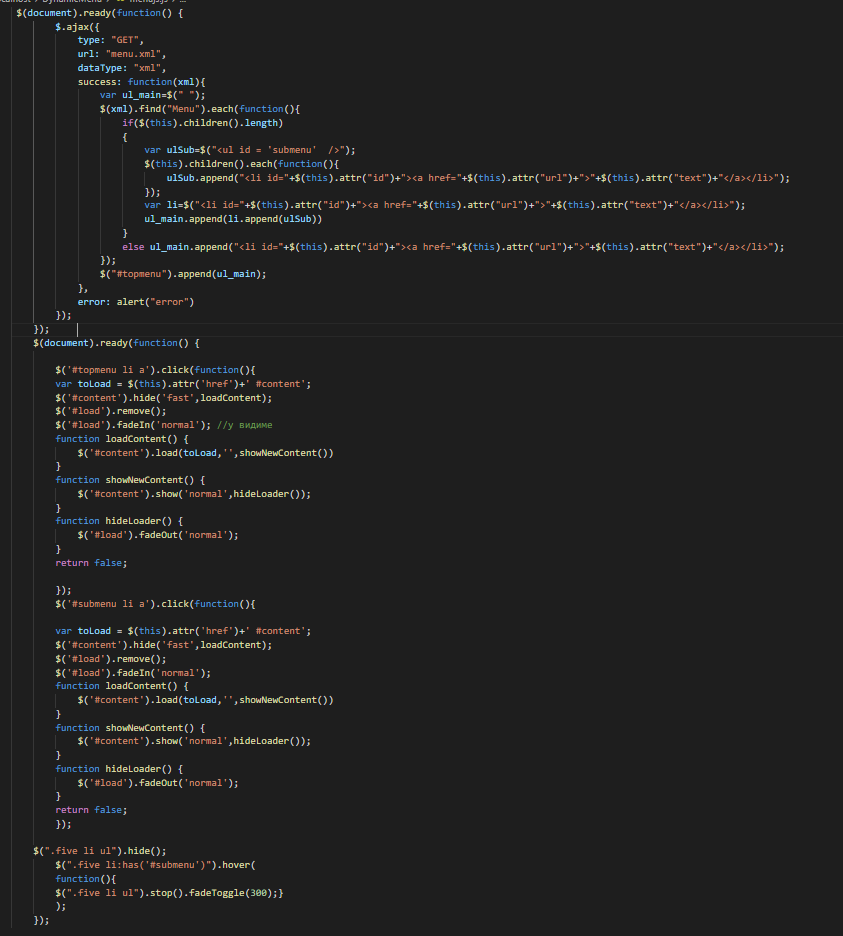 $(document).ready(function() {
$.ajax({
type: "GET",
url: "menu.xml",
dataType: "xml",
success: function(xml){
var ul_main=$(" ");
$(xml).find("Menu").each(function(){
if($(this).children().length)
{
var ulSub=$("<ul id = 'submenu'  />");
$(this).children().each(function(){
ulSub.append("<li id="+$(this).attr("id")+"><a href="+$(this).attr("url")+">"+$(this).attr("text")+"</a></li>");
});
var li=$("<li id="+$(this).attr("id")+"><a href="+$(this).attr("url")+">"+$(this).attr("text")+"</a></li>");
ul_main.append(li.append(ulSub))
}
else ul_main.append("<li id="+$(this).attr("id")+"><a href="+$(this).attr("url")+">"+$(this).attr("text")+"</a></li>");
});
$("#topmenu").append(ul_main);
},
error: alert("error")
});
});
$(document).ready(function() {
$('#topmenu li a').click(function(){
var toLoad = $(this).attr('href')+' #content';
$('#content').hide('fast',loadContent);
$('#load').remove();
$('#load').fadeIn('normal'); //у видиме
function loadContent() {
$('#content').load(toLoad,'',showNewContent())
}
function showNewContent() {
$('#content').show('normal',hideLoader());
}
function hideLoader() {
$('#load').fadeOut('normal');
}
return false;
});
$('#submenu li a').click(function(){
var toLoad = $(this).attr('href')+' #content';
$('#content').hide('fast',loadContent);
$('#load').remove();
$('#load').fadeIn('normal');
function loadContent() {
$('#content').load(toLoad,'',showNewContent())
}
function showNewContent() {
$('#content').show('normal',hideLoader());
}
function hideLoader() {
$('#load').fadeOut('normal');
}
return false;
});
$(".five li ul").hide();
$(".five li:has('#submenu')").hover(
function(){
$(".five li ul").stop().fadeToggle(300);}
);
});